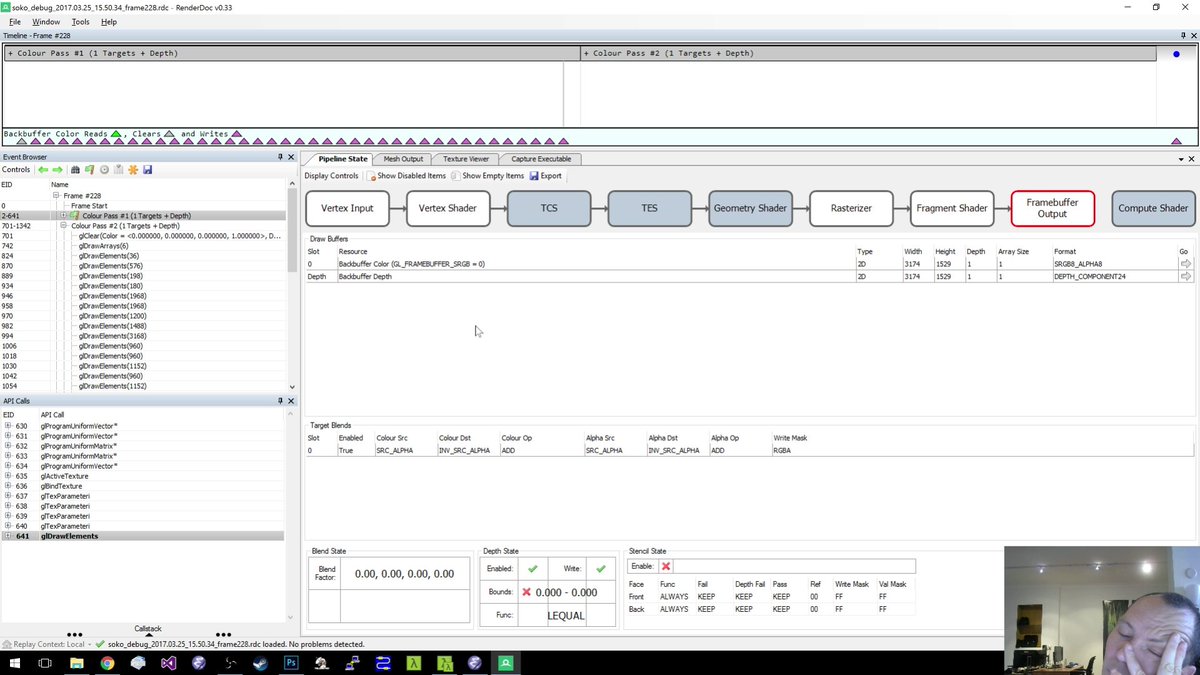 soko_debug_2017.03.25_15.50.34_frame228.rdc - RenderDoc v0.33
File Window Tools Help
Timeline - Frame #228
+ Colour Pass #1 (1 Targets + Depth) + Colour Pass #2 (1 Targets + Depth)
Backbuffer Color Reads , Clears and Writes
Event Browser
Controls
EID Name
Frame #228
0 Frame Start
2-641 Colour Pass #1 (1 Targets + Depth)
701-1342 Colour Pass #2 (1 Targets + Depth)
701 glClear(Color = <0.000000, 0.000000, 0.000000, 1.000000>, D...
742 glDrawArrays(6)
824 glDrawElements(36)
870 glDrawElements(576)
889 glDrawElements(198)
934 glDrawElements(180)
946 glDrawElements(1968)
958 glDrawElements(1968)
970 glDrawElements(1200)
982 glDrawElements(1488)
994 glDrawElements(3168)
1006 glDrawElements(960)
1018 glDrawElements(960)
1030 glDrawElements(1152)
1042 glDrawElements(960)
1054 glDrawElements(1152)
API Calls
EID API Call
630 glProgramUniformVector*
631 glProgramUniformVector*
632 glProgramUniformMatrix*
633 glProgramUniformMatrix*
634 glProgramUniformVector*
635 glActiveTexture
636 glBindTexture
637 glTexParameteri
638 glTexParameteri
639 glTexParameteri
640 glTexParameteri
641 glDrawElements
Callstack
Pipeline State Mesh Output Texture Viewer Capture Executable
Display Controls Show Disabled Items Show Empty Items Export
Vertex Input Vertex Shader TCS TES Geometry Shader Rasterizer Fragment Shader Framebuffer Output Compute Shader
Draw Buffers
Slot Resource Type Width Height Depth Array Size Format Go
0 Backbuffer Color (GL_FRAMEBUFFER_SRGB = 0) 2D 3174 1529 1 1 SRGB8_ALPHA8
Depth Backbuffer Depth 2D 3174 1529 1 1 DEPTH_COMPONENT24
Target Blends
Slot Enabled Colour Src Colour Dst Colour Op Alpha Src Alpha Dst Alpha Op Write Mask
0 True SRC_ALPHA INV_SRC_ALPHA ADD SRC_ALPHA INV_SRC_ALPHA ADD RGBA
Blend State
Blend Factor: 0.00, 0.00, 0.00, 0.00
Depth State
Enabled: Write:
Bounds: 0.000 - 0.000
Func: LEQUAL
Stencil State
Enable:
Face Func Fail Depth Fail Pass Ref Write Mask Val Mask
Front ALWAYS KEEP KEEP KEEP 00 FF FF
Back ALWAYS KEEP KEEP KEEP 00 FF FF
Replay Context: Local soko_debug_2017.03.25_15.50.34_frame228.rdc loaded. No problems detected.
Ps